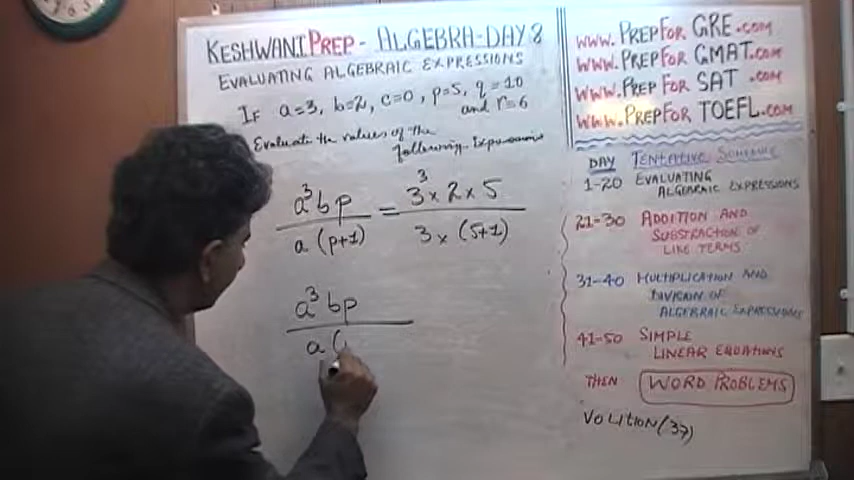 KESHWANI PREP - ALGEBRA - DAY 8
EVALUATING ALGEBRAIC EXPRESSIONS
IF a=3, b=2, c=0, p=5, q=10
and r=6
Evaluate the values of the
following Expressions
a³bp / a(p+1) = 3³ × 2 × 5 / 3 × (5+1)
a³bp
a (
www.PREPFOR GRE.com
www.PREPFOR GMAT.com
www.PREPFOR SAT.com
www.PREPFOR TOEFL.com
DAY TENTATIVE SCHEDULE
1-20 EVALUATING
ALGEBRAIC EXPRESSIONS
21-30 ADDITION AND
SUBSTRACTION OF
LIKE TERMS
31-40 MULTIPLICATION AND
DIVISION OF
ALGEBRAIC EXPRESSIONS
41-50 SIMPLE
LINEAR EQUATIONS
THEN WORD PROBLEMS
VOLITION(37)